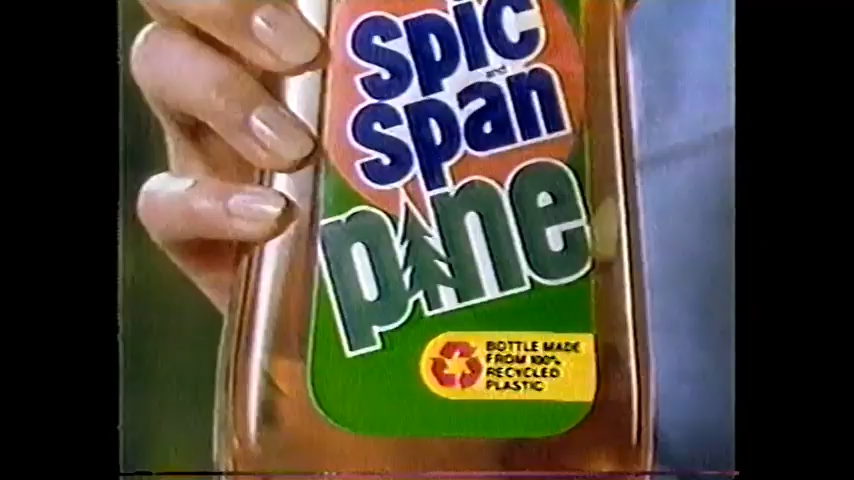 Spic
and
Span
pine
BOTTLE MADE
FROM 100%
RECYCLED
PLASTIC